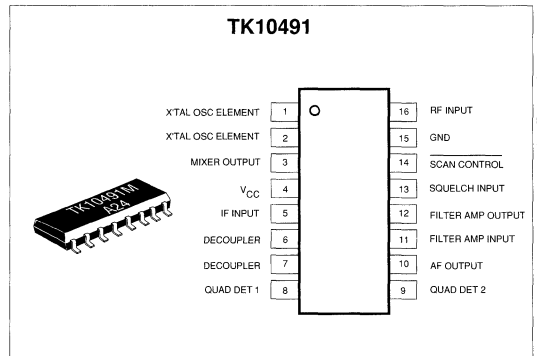 TK10491
X'TAL OSC ELEMENT 1
X'TAL OSC ELEMENT 2
MIXER OUTPUT 3
VCC 4
IF INPUT 5
DECOUPLER 6
DECOUPLER 7
QUAD DET 1 8
16 RF INPUT
15 GND
14 SCAN CONTROL
13 SQUELCH INPUT
12 FILTER AMP OUTPUT
11 FILTER AMP INPUT
10 AF OUTPUT
9 QUAD DET 2
TK10491M
A24